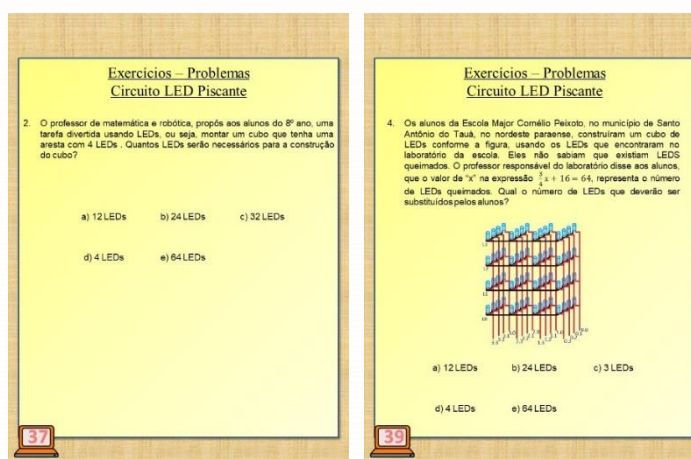 Exercícios – Problemas
Circuito LED Piscante
2. O professor de matemática e robótica, propôs aos alunos do 8º ano, uma
tarefa divertida usando LEDs, ou seja, montar um cubo que tenha uma
aresta com 4 LEDs . Quantos LEDs serão necessários para a construção
do cubo?
a) 12 LEDs b) 24 LEDs c) 32 LEDs
d) 4 LEDs e) 64 LEDs
37
Exercícios – Problemas
Circuito LED Piscante
4. Os alunos da Escola Major Cornélio Peixoto, no município de Santo
Antônio do Tauá, no nordeste paraense, construíram um cubo de
LEDs conforme a figura, usando os LEDs que encontraram no
laboratório da escola. Eles não sabiam que existiam LEDS
queimados. O professor responsável do laboratório disse aos alunos,
que o valor de "x" na expressão 3/4 x + 16 = 64, representa o número
de LEDs queimados. Qual o número de LEDs que deverão ser
substituídos pelos alunos?
a) 12 LEDs b) 24 LEDs c) 3 LEDs
d) 4 LEDs e) 64 LEDs
39